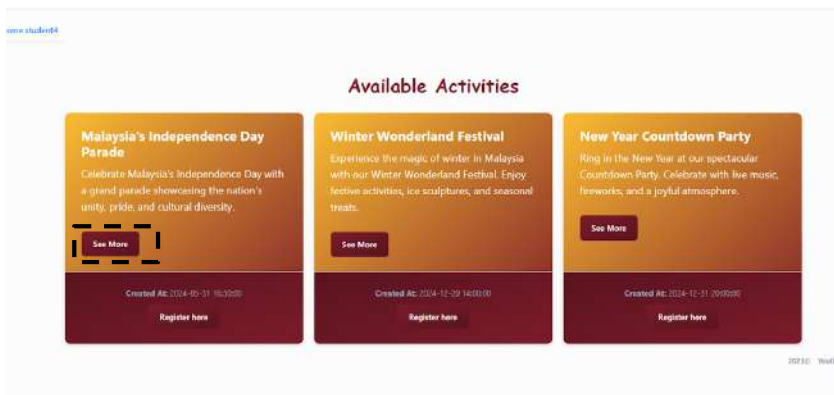 student4
Available Activities
Malaysia's Independence Day
Parade
Celebrate Malaysia's Independence Day with
a grand parade showcasing the nation's
unity, pride, and cultural diversity.
See More
Created At: 2024-05-31 16:30:00
Register here
Winter Wonderland Festival
Experience the magic of winter in Malaysia
with our Winter Wonderland Festival. Enjoy
festive activities, ice sculptures, and seasonal
treats.
See More
Created At: 2024-12-20 14:00:00
Register here
New Year Countdown Party
Ring in the New Year at our spectacular
Countdown Party. Celebrate with live music,
fireworks, and a joyful atmosphere.
See More
Created At: 2024-12-31 20:00:00
Register here
2023©